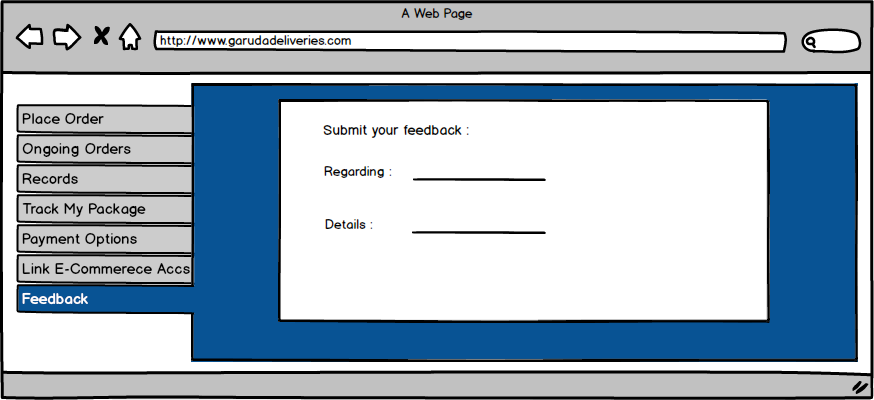 A Web Page
http://www.garudadeliveries.com
Place Order
Ongoing Orders
Records
Track My Package
Payment Options
Link E-Commerece Accs
Feedback
Submit your feedback :
Regarding :
Details :